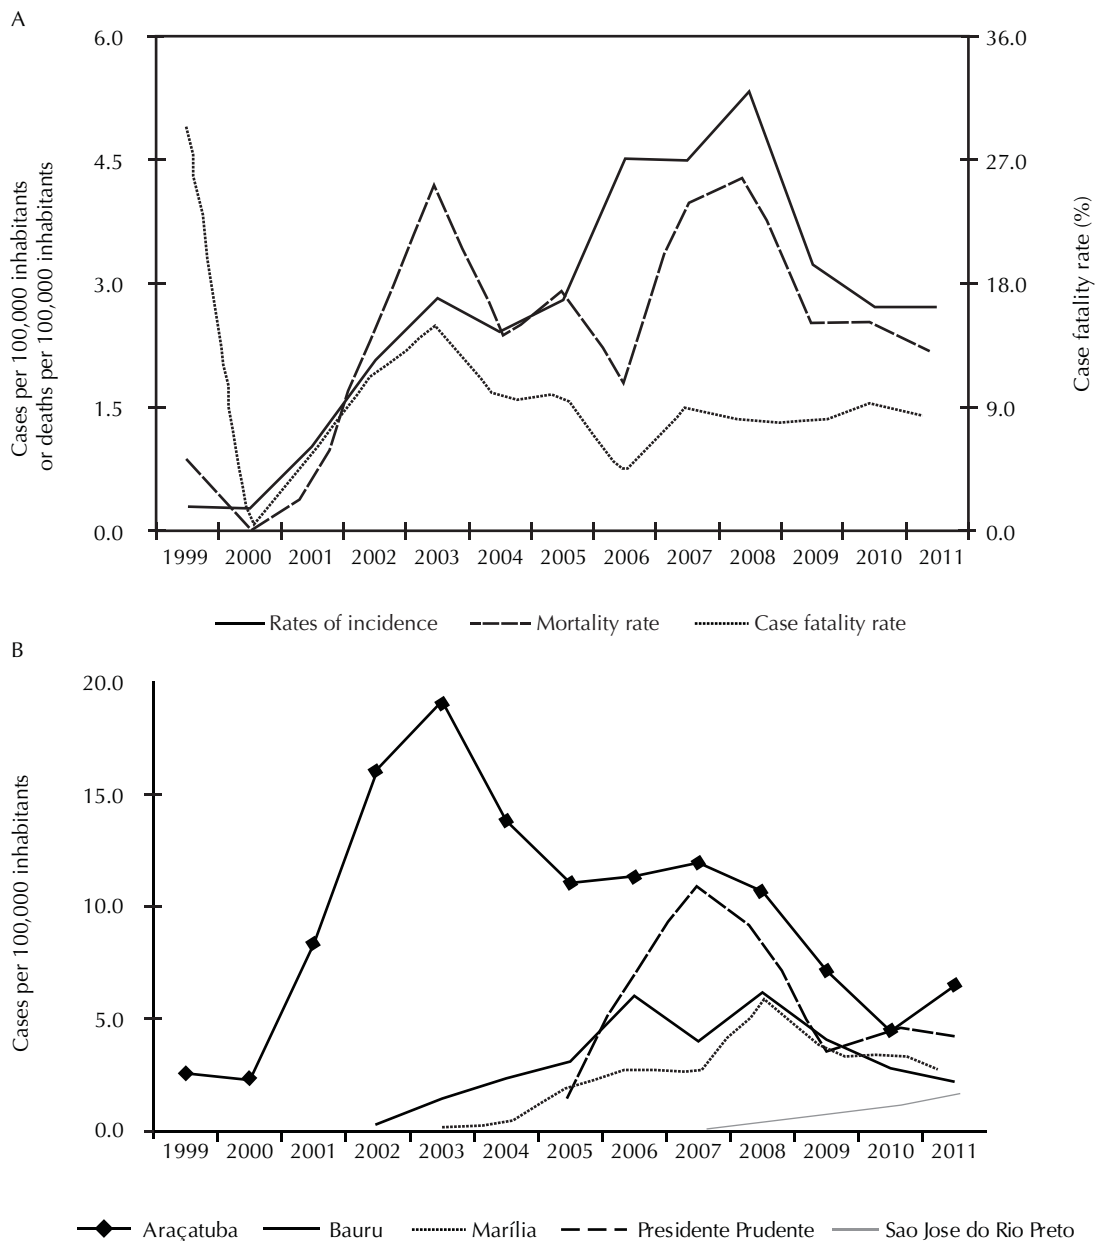 A
6.0
4.5
3.0
1.5
0.0
Cases per 100,000 inhabitants
or deaths per 100,000 inhabitants
36.0
27.0
18.0
9.0
0.0
Case fatality rate (%)
1999 2000 2001 2002 2003 2004 2005 2006 2007 2008 2009 2010 2011
Rates of incidence Mortality rate Case fatality rate
B
20.0
15.0
10.0
5.0
0.0
Cases per 100,000 inhabitants
1999 2000 2001 2002 2003 2004 2005 2006 2007 2008 2009 2010 2011
Araçatuba Bauru Marília Presidente Prudente Sao Jose do Rio Preto